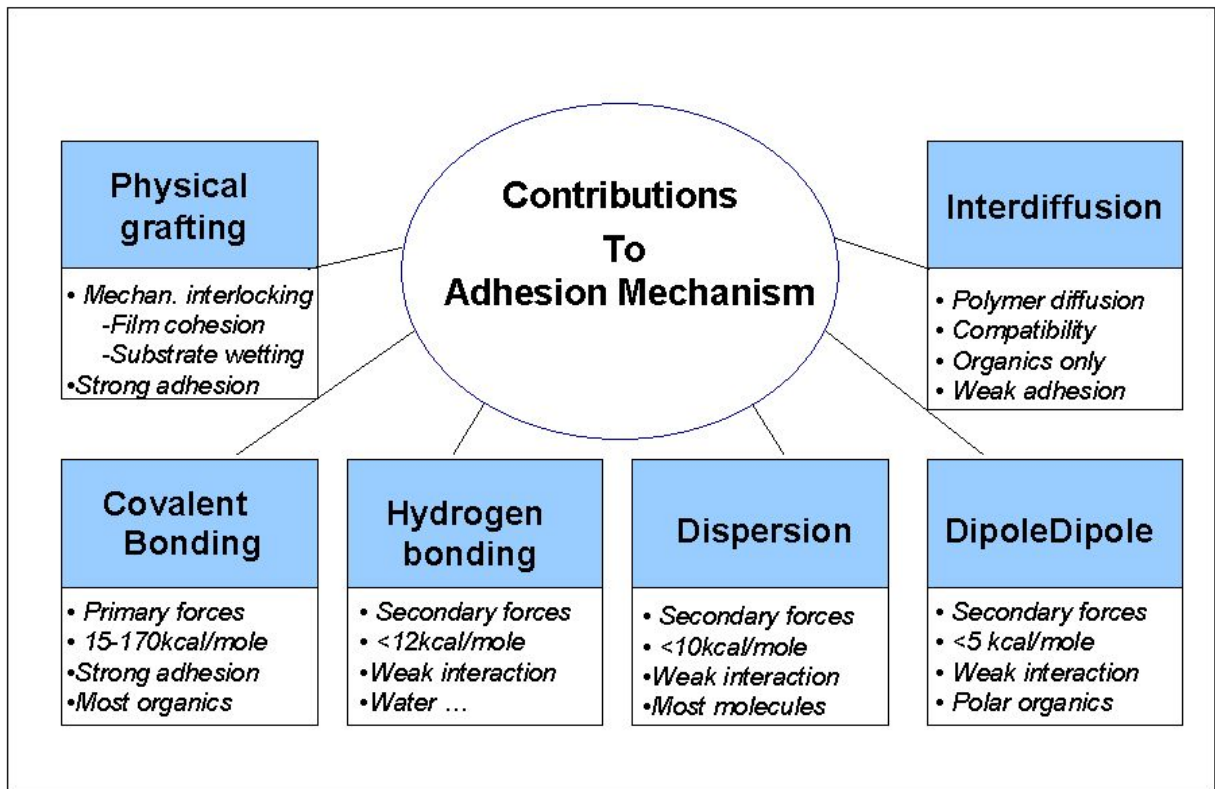 Contributions
To
Adhesion Mechanism
Physical
grafting
• Mechan. interlocking
-Film cohesion
-Substrate wetting
•Strong adhesion
Interdiffusion
• Polymer diffusion
• Compatibility
• Organics only
• Weak adhesion
Covalent
Bonding
• Primary forces
• 15-170kcal/mole
•Strong adhesion
•Most organics
Hydrogen
bonding
• Secondary forces
• <12kcal/mole
•Weak interaction
•Water …
Dispersion
• Secondary forces
• <10kcal/mole
•Weak interaction
•Most molecules
DipoleDipole
• Secondary forces
• <5 kcal/mole
• Weak interaction
• Polar organics